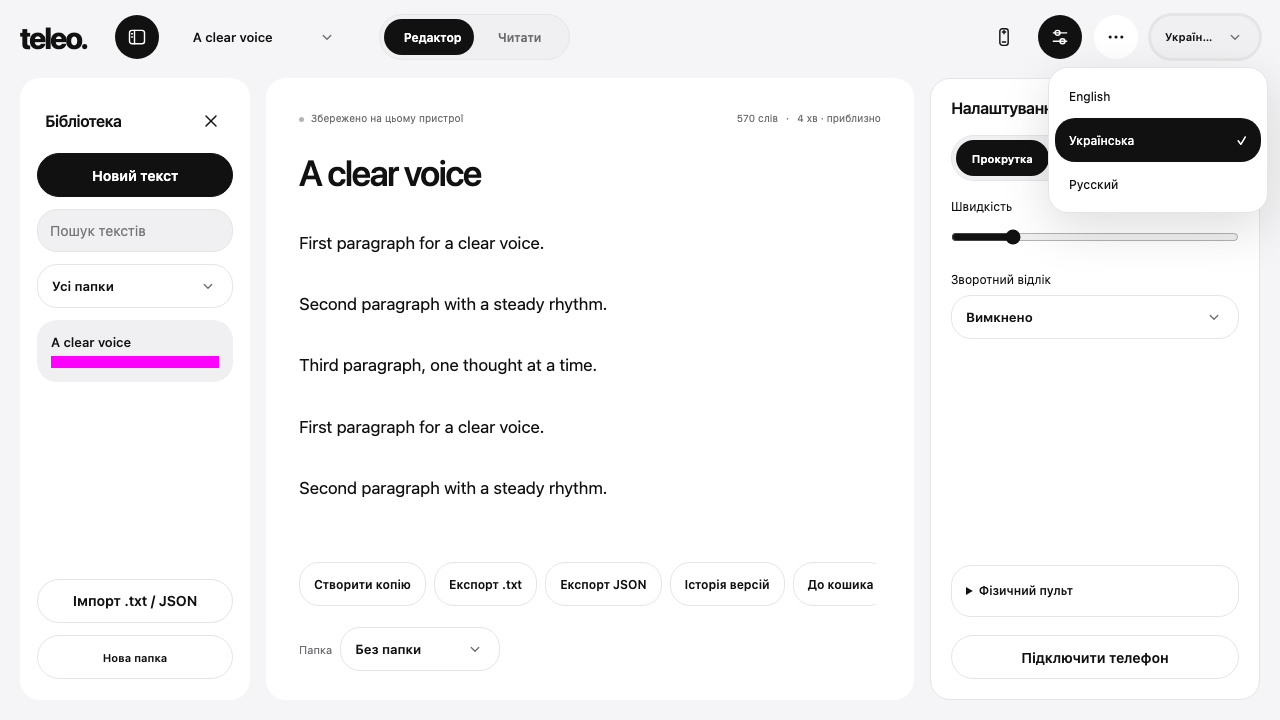 teleo.
A clear voice
Редактор
Читати
Україн...
English
Українська
Русский
Бібліотека
Новий текст
Пошук текстів
Усі папки
A clear voice
Імпорт .txt / JSON
Нова папка
Збережено на цьому пристрої
570 слів · 4 хв · приблизно
A clear voice
First paragraph for a clear voice.
Second paragraph with a steady rhythm.
Third paragraph, one thought at a time.
First paragraph for a clear voice.
Second paragraph with a steady rhythm.
Створити копію
Експорт .txt
Експорт JSON
Історія версій
До кошика
Папка
Без папки
Прокрутка
Швидкість
Зворотний відлік
Вимкнено
Фізичний пульт
Підключити телефон